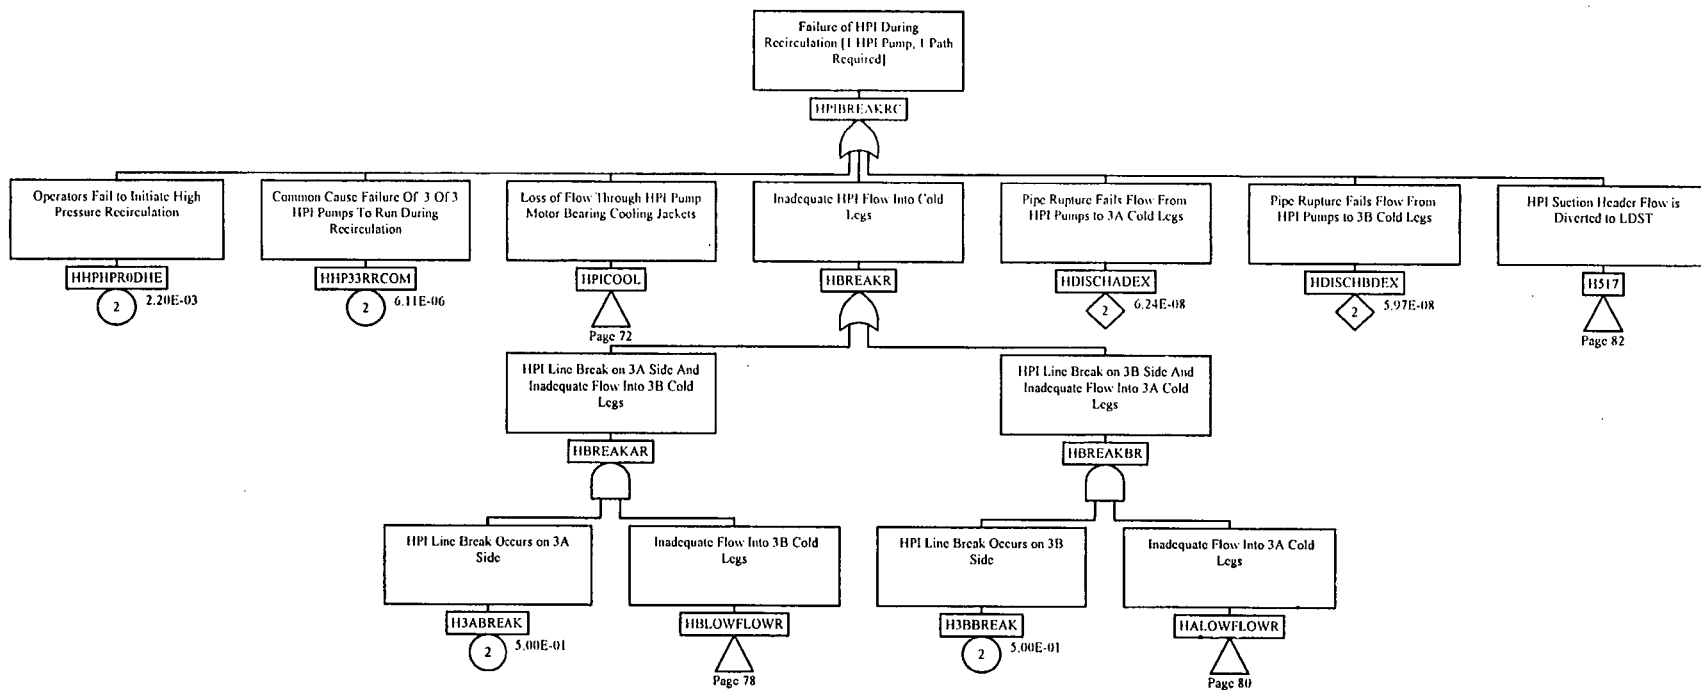 Failure of HPI During
Recirculation [1 HPI Pump, 1 Path
Required]
HPIBREAKRC
Operators Fail to Initiate High
Pressure Recirculation
HHPHPR0DHE
2
2.20E-03
Common Cause Failure Of 3 Of 3
HPI Pumps To Run During
Recirculation
HHP33RRCOM
2
6.11E-06
Loss of Flow Through HPI Pump
Motor Bearing Cooling Jackets
HPICOOL
Page 72
Inadequate HPI Flow Into Cold
Legs
HBREAKR
Pipe Rupture Fails Flow From
HPI Pumps to 3A Cold Legs
HDISCHADEX
2
6.24E-08
Pipe Rupture Fails Flow From
HPI Pumps to 3B Cold Legs
HDISCHBDEX
2
5.97E-08
HPI Suction Header Flow is
Diverted to LDST
H517
Page 82
HPI Line Break on 3A Side And
Inadequate Flow Into 3B Cold
Legs
HBREAKAR
HPI Line Break on 3B Side And
Inadequate Flow Into 3A Cold
Legs
HBREAKBR
HPI Line Break Occurs on 3A
Side
H3ABREAK
2
5.00E-01
Inadequate Flow Into 3B Cold
Legs
HBLOWFLOWR
Page 78
HPI Line Break Occurs on 3B
Side
H3BBREAK
2
5.00E-01
Inadequate Flow Into 3A Cold
Legs
HALOWFLOWR
Page 80